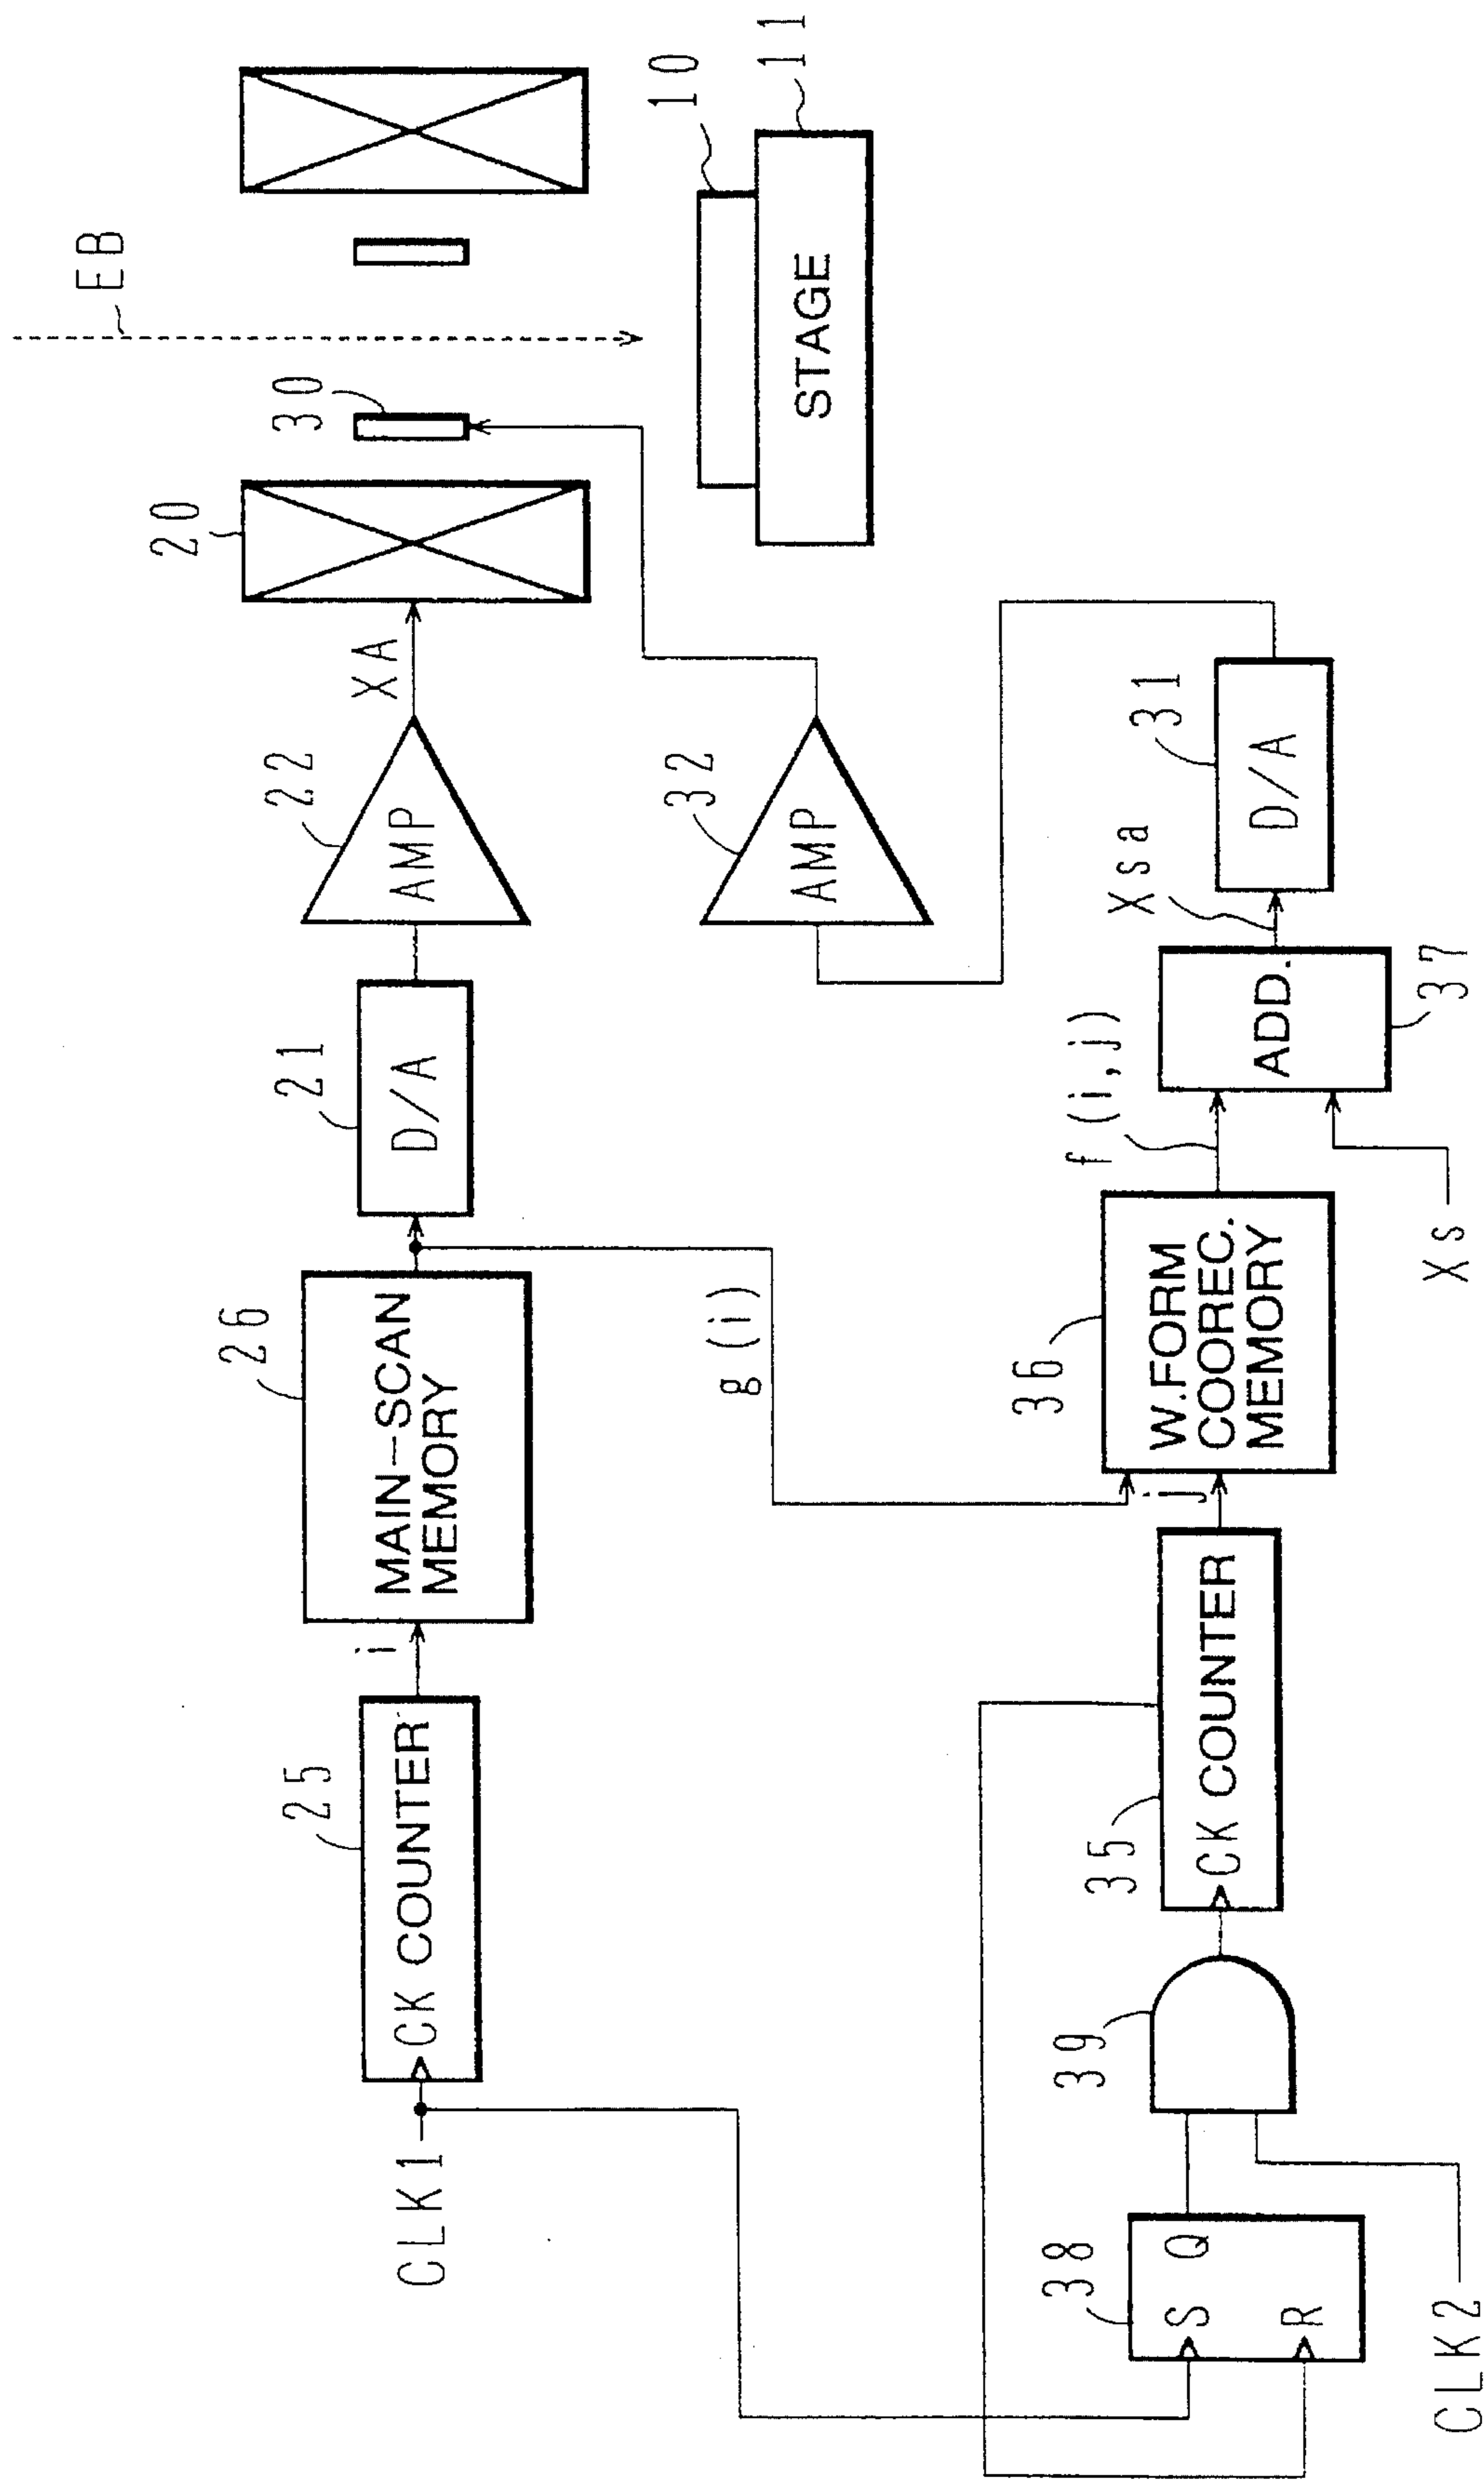 EB
20
30
10
STAGE
11
CLK1
25
CK COUNTER
i
26
MAIN-SCAN
MEMORY
21
D/A
22
AMP
XA
g (i)
32
AMP
38
S Q
R
CLK2
39
35
CK COUNTER
j
36
W.FORM
COOREC.
MEMORY
f (i, j)
Xs
ADD.
37
Xsa
31
D/A